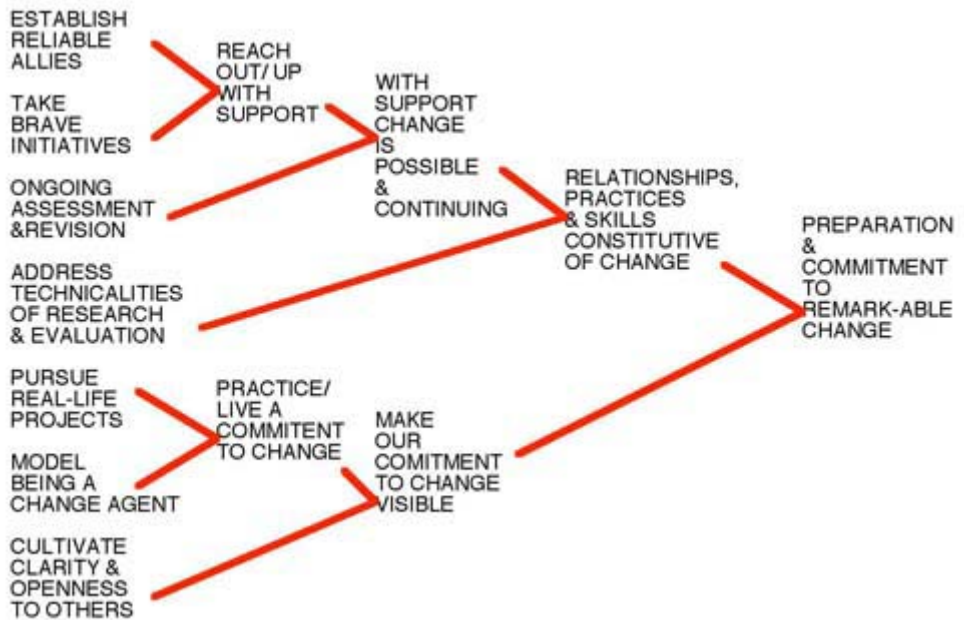 ESTABLISH
RELIABLE
ALLIES
TAKE
BRAVE
INITIATIVES
ONGOING
ASSESSMENT
&REVISION
ADDRESS
TECHNICALITIES
OF RESEARCH
& EVALUATION
PURSUE
REAL-LIFE
PROJECTS
MODEL
BEING A
CHANGE AGENT
CULTIVATE
CLARITY &
OPENNESS
TO OTHERS
REACH
OUT/ UP
WITH
SUPPORT
PRACTICE/
LIVE A
COMMITENT
TO CHANGE
WITH
SUPPORT
CHANGE
IS
POSSIBLE
&
CONTINUING
MAKE
OUR
COMITMENT
TO CHANGE
VISIBLE
RELATIONSHIPS,
PRACTICES
& SKILLS
CONSTITUTIVE
OF CHANGE
PREPARATION
&
COMMITMENT
TO
REMARK-ABLE
CHANGE